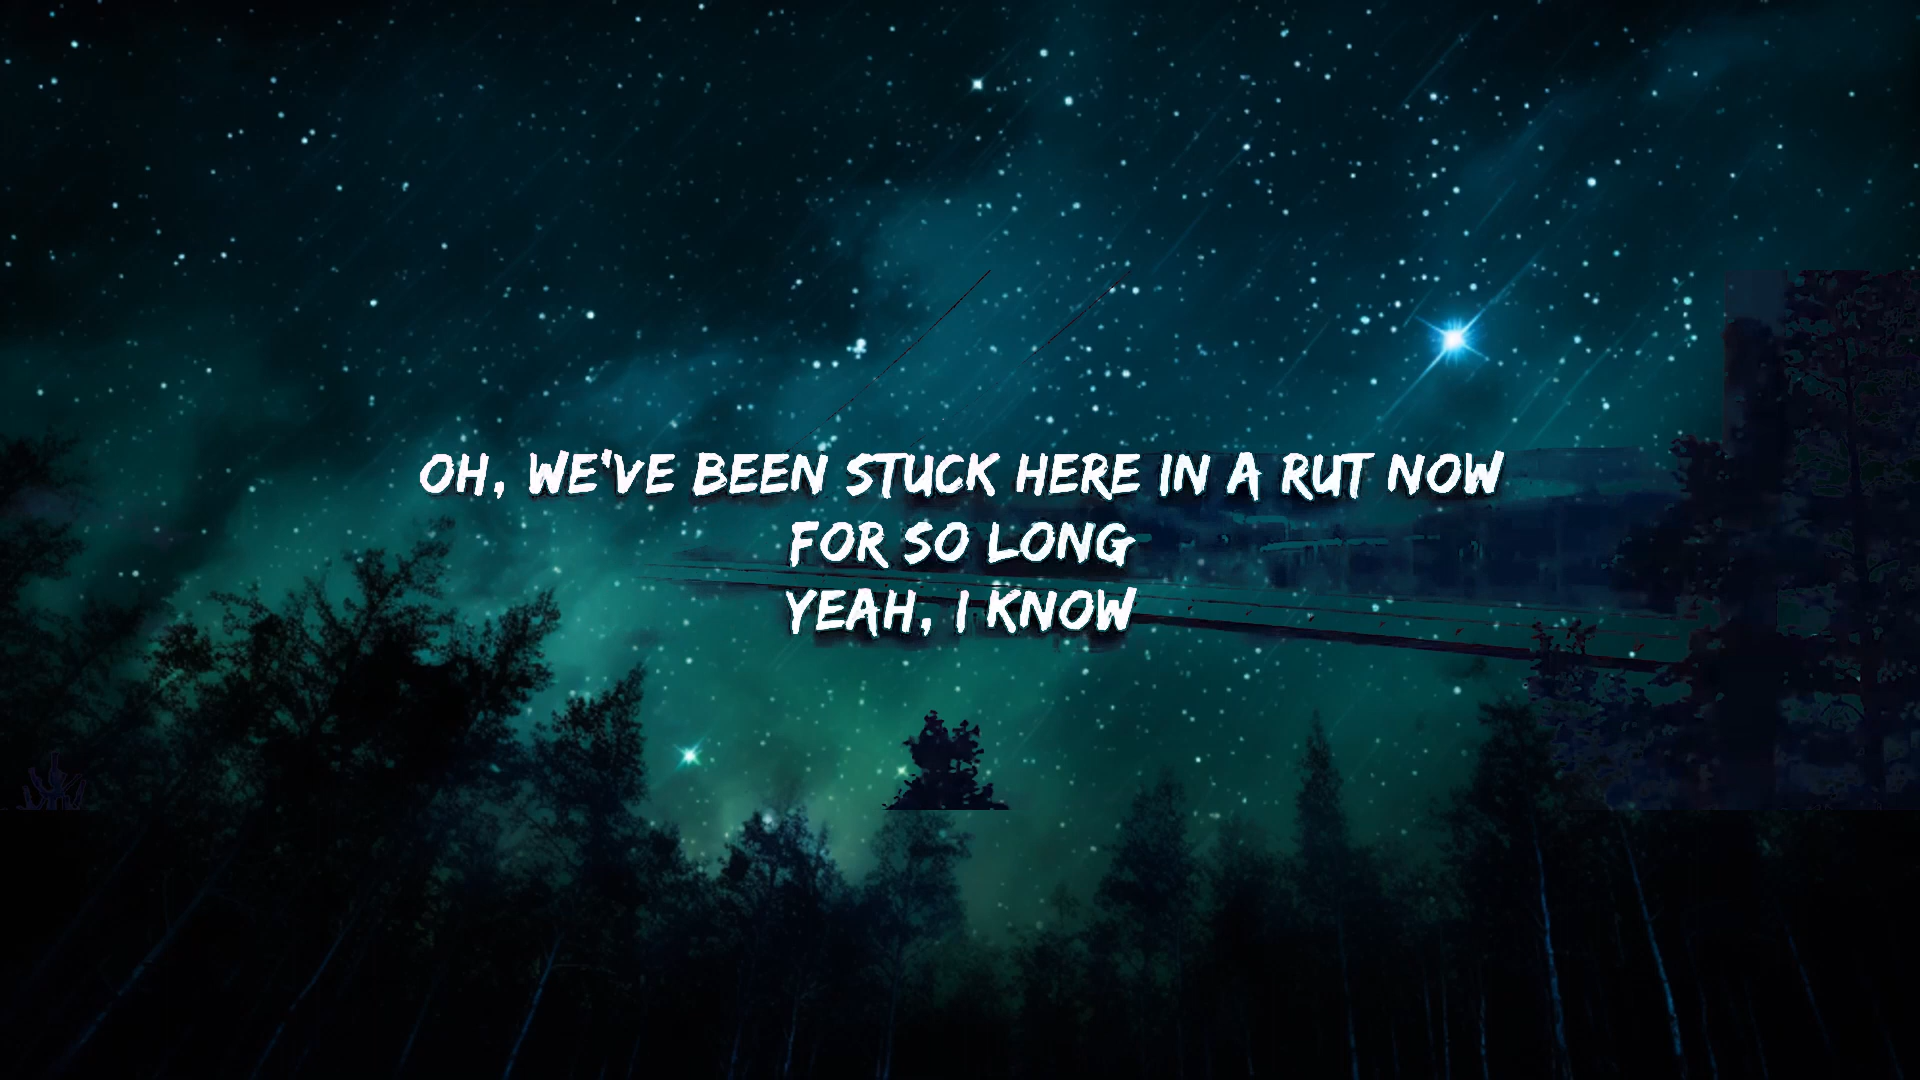 OH, WE'VE BEEN STUCK HERE IN A RUT NOW
FOR SO LONG
YEAH, I KNOW